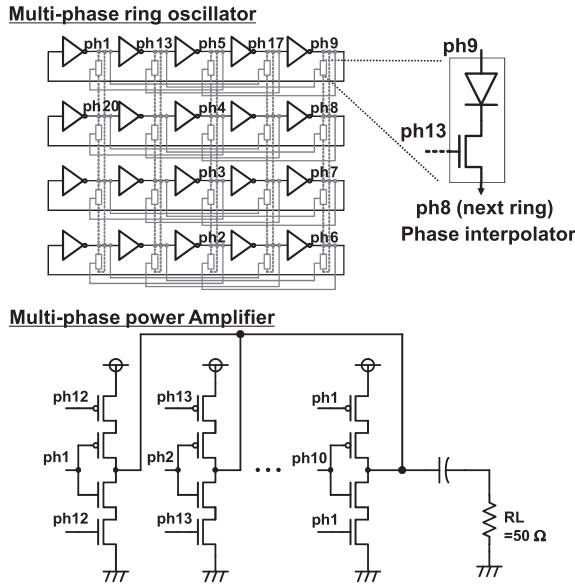 Multi-phase ring oscillator
ph1 ph13 ph5 ph17 ph9
ph20 ph4 ph8
ph3 ph7
ph2 ph6
ph9
ph13
ph8 (next ring)
Phase interpolator
Multi-phase power Amplifier
ph12 ph13 ph1
ph1 ph2 ph10
ph12 ph13 ph1
RL
=50 Ω